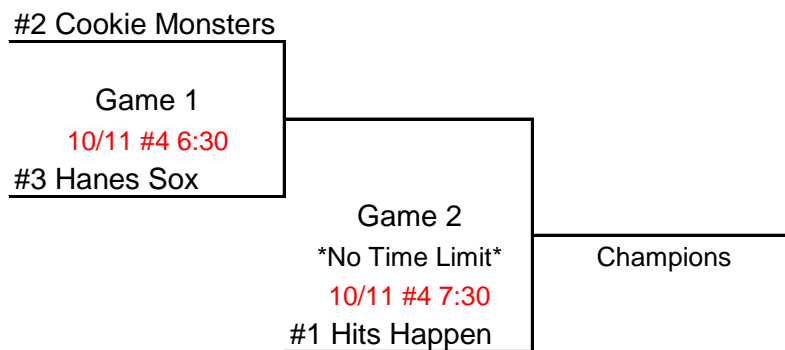 #2 Cookie Monsters
Game 1
10/11 #4 6:30
#3 Hanes Sox
Game 2
*No Time Limit*
10/11 #4 7:30
#1 Hits Happen
Champions